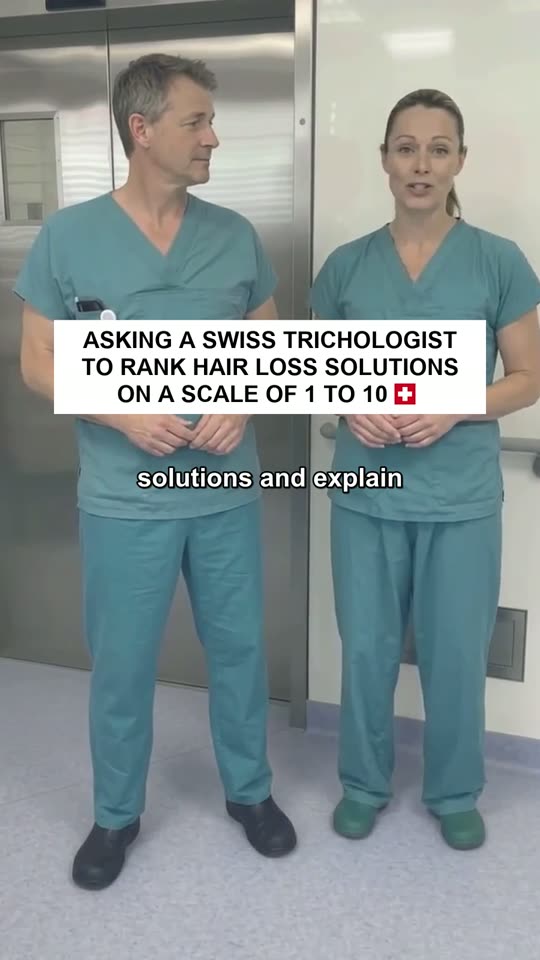 ASKING A SWISS TRICHOLOGIST
TO RANK HAIR LOSS SOLUTIONS
ON A SCALE OF 1 TO 10 🇨🇭
solutions and explain